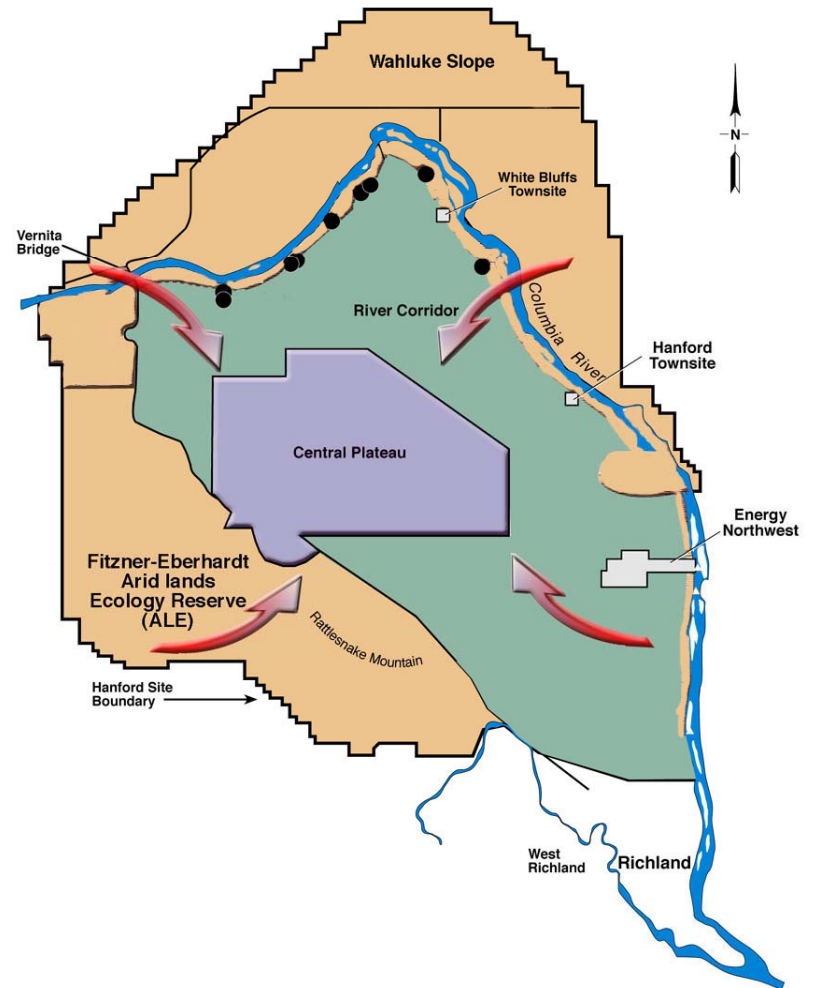 Wahluke Slope
N
White Bluffs
Townsite
Vernita
Bridge
River Corridor
Columbia River
Hanford
Townsite
Central Plateau
Energy
Northwest
Fitzner-Eberhardt
Arid lands
Ecology Reserve
(ALE)
Rattlesnake Mountain
Hanford Site
Boundary
West
Richland
Richland